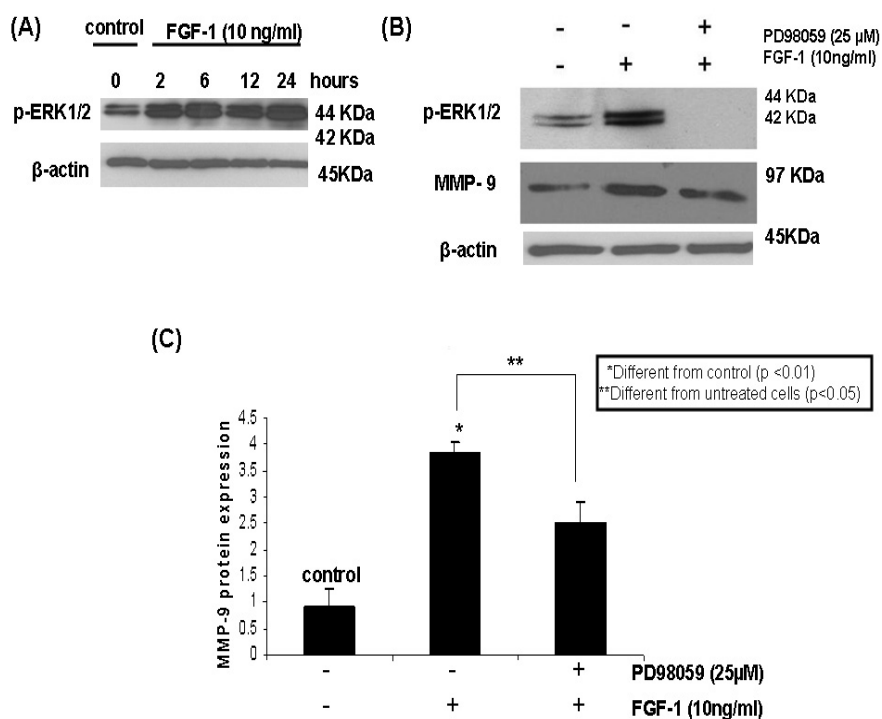 (A)
control FGF-1 (10 ng/ml)
0 2 6 12 24 hours
p-ERK1/2
44 KDa
42 KDa
β-actin
45KDa
(B)
- - + PD98059 (25 µM)
- + + FGF-1 (10ng/ml)
p-ERK1/2
44 KDa
42 KDa
MMP- 9
97 KDa
β-actin
45KDa
(C)
**
*Different from control (p <0.01)
**Different from untreated cells (p<0.05)
MMP-9 protein expression
4.5
4
3.5
3
2.5
2
1.5
1
0.5
0
*
control
- - + PD98059 (25µM)
- + + FGF-1 (10ng/ml)